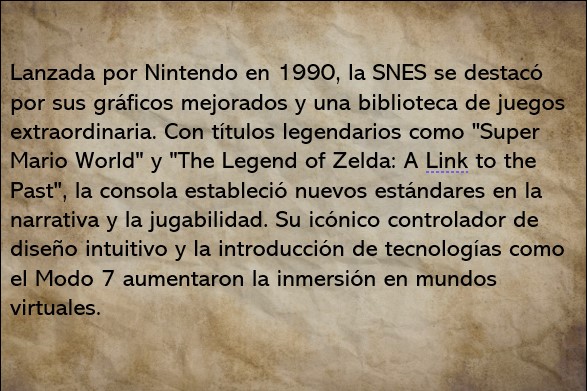 Lanzada por Nintendo en 1990, la SNES se destacó
por sus gráficos mejorados y una biblioteca de juegos
extraordinaria. Con títulos legendarios como "Super
Mario World" y "The Legend of Zelda: A Link to the
Past", la consola estableció nuevos estándares en la
narrativa y la jugabilidad. Su icónico controlador de
diseño intuitivo y la introducción de tecnologías como
el Modo 7 aumentaron la inmersión en mundos
virtuales.